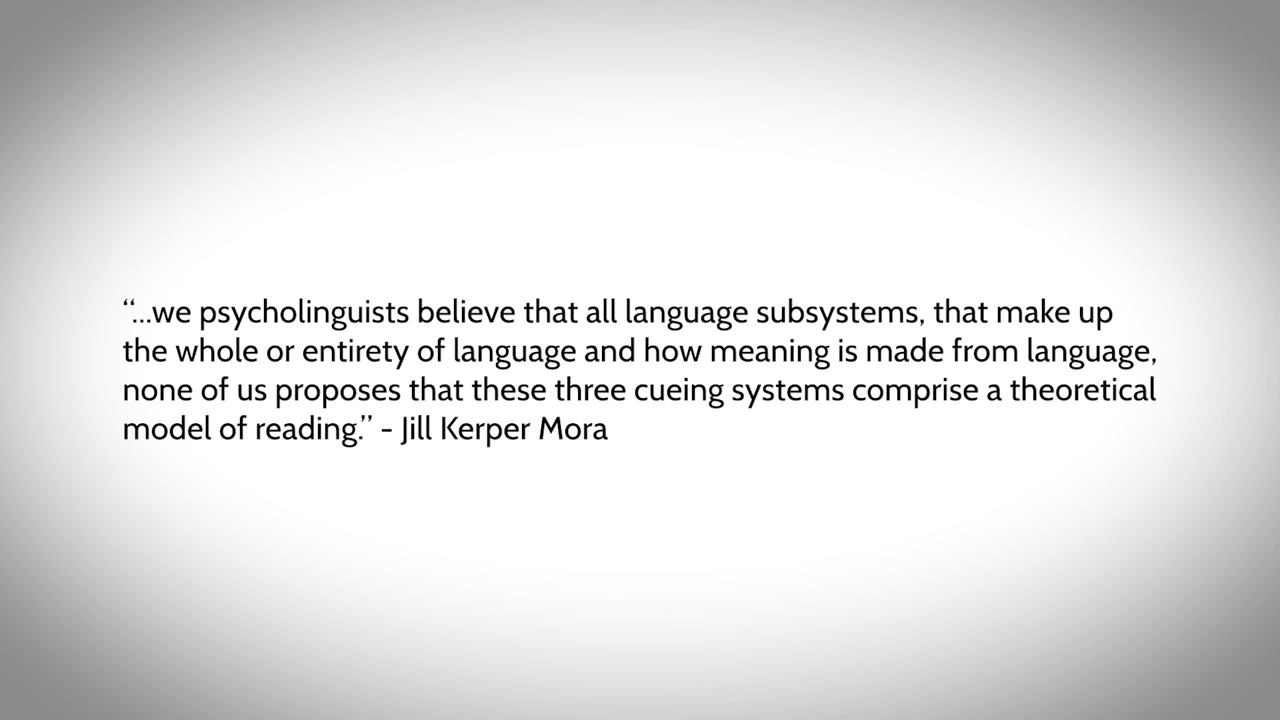 “...we psycholinguists believe that all language subsystems, that make up
the whole or entirety of language and how meaning is made from language,
none of us proposes that these three cueing systems comprise a theoretical
model of reading.” - Jill Kerper Mora